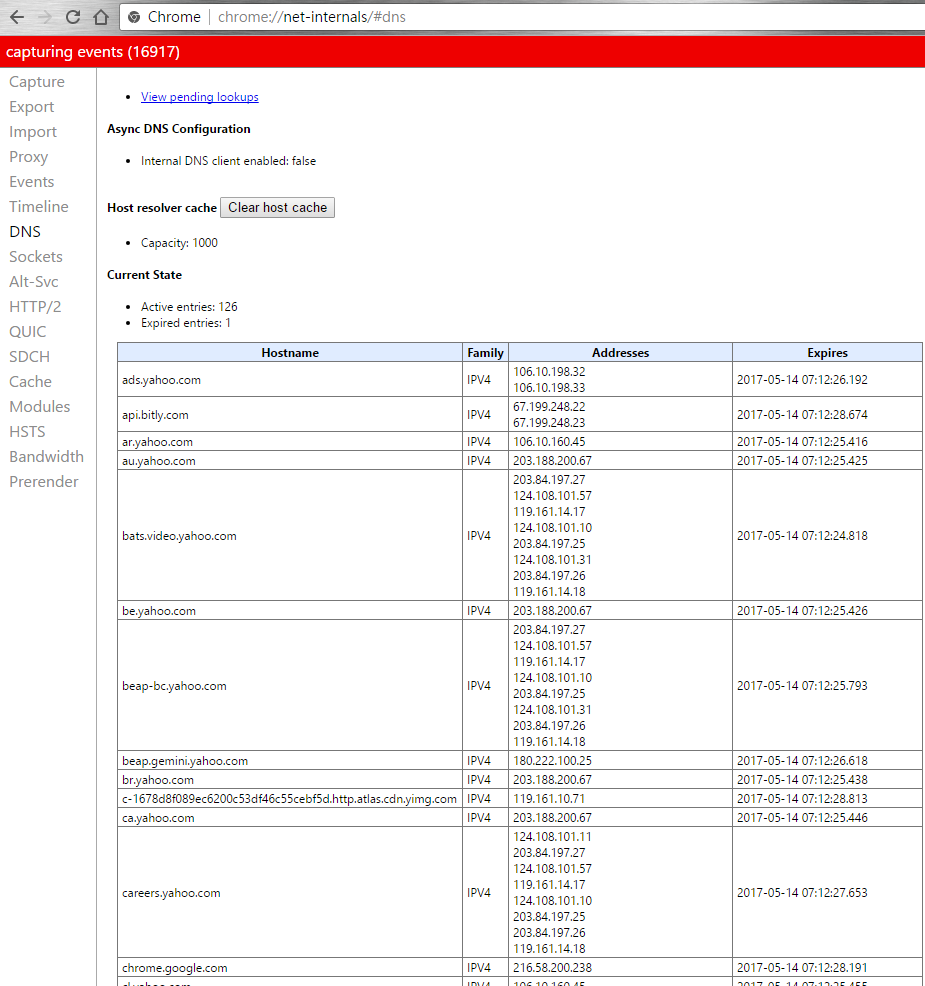 Chrome | chrome://net-internals/#dns
capturing events (16917)
Capture
Export
Import
Proxy
Events
Timeline
DNS
Sockets
Alt-Svc
HTTP/2
QUIC
SDCH
Cache
Modules
HSTS
Bandwidth
Prerender
• View pending lookups
Async DNS Configuration
• Internal DNS client enabled: false
Host resolver cache Clear host cache
• Capacity: 1000
Current State
• Active entries: 126
• Expired entries: 1
Hostname Family Addresses Expires
ads.yahoo.com IPV4 106.10.198.32 2017-05-14 07:12:26.192
106.10.198.33
api.bitly.com IPV4 67.199.248.22 2017-05-14 07:12:28.674
67.199.248.23
ar.yahoo.com IPV4 106.10.160.45 2017-05-14 07:12:25.416
au.yahoo.com IPV4 203.188.200.67 2017-05-14 07:12:25.425
bats.video.yahoo.com IPV4 203.84.197.27 2017-05-14 07:12:24.818
124.108.101.57
119.161.14.17
124.108.101.10
203.84.197.25
124.108.101.31
203.84.197.26
119.161.14.18
be.yahoo.com IPV4 203.188.200.67 2017-05-14 07:12:25.426
beap-bc.yahoo.com IPV4 203.84.197.27 2017-05-14 07:12:25.793
124.108.101.57
119.161.14.17
124.108.101.10
203.84.197.25
124.108.101.31
203.84.197.26
119.161.14.18
beap.gemini.yahoo.com IPV4 180.222.100.25 2017-05-14 07:12:26.618
br.yahoo.com IPV4 203.188.200.67 2017-05-14 07:12:25.438
c-1678d8f089ec6200c53df46c55cebf5d.http.atlas.cdn.yimg.com IPV4 119.161.10.71 2017-05-14 07:12:28.813
ca.yahoo.com IPV4 203.188.200.67 2017-05-14 07:12:25.446
careers.yahoo.com IPV4 124.108.101.11 2017-05-14 07:12:27.653
203.84.197.27
124.108.101.57
119.161.14.17
124.108.101.10
203.84.197.25
203.84.197.26
119.161.14.18
chrome.google.com IPV4 216.58.200.238 2017-05-14 07:12:28.191